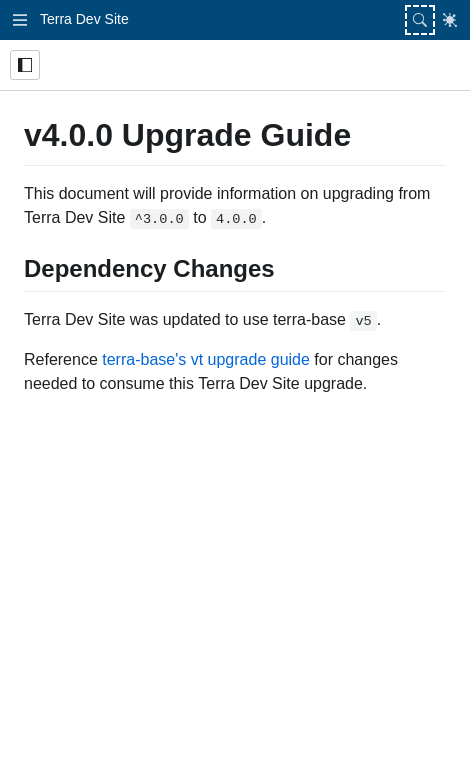 Terra Dev Site
v4.0.0 Upgrade Guide
This document will provide information on upgrading from
Terra Dev Site ^3.0.0 to 4.0.0.
Dependency Changes
Terra Dev Site was updated to use terra-base v5.
Reference terra-base's vt upgrade guide for changes
needed to consume this Terra Dev Site upgrade.